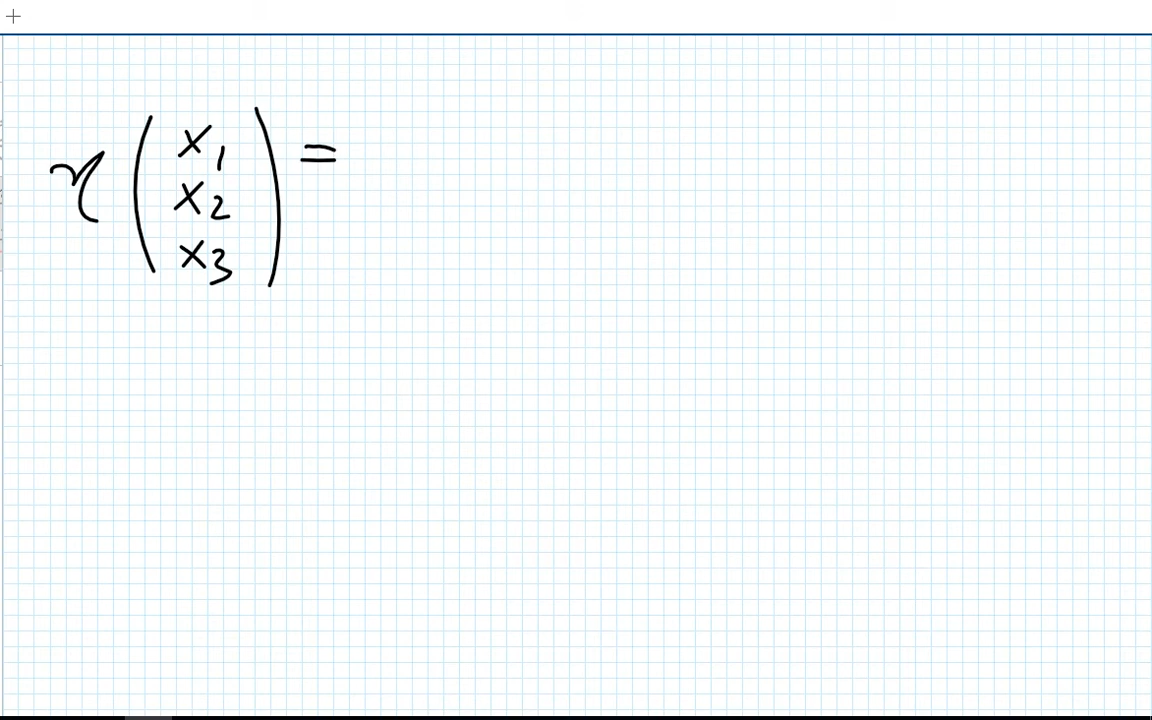 τ ( x₁ x₂ x₃ ) =